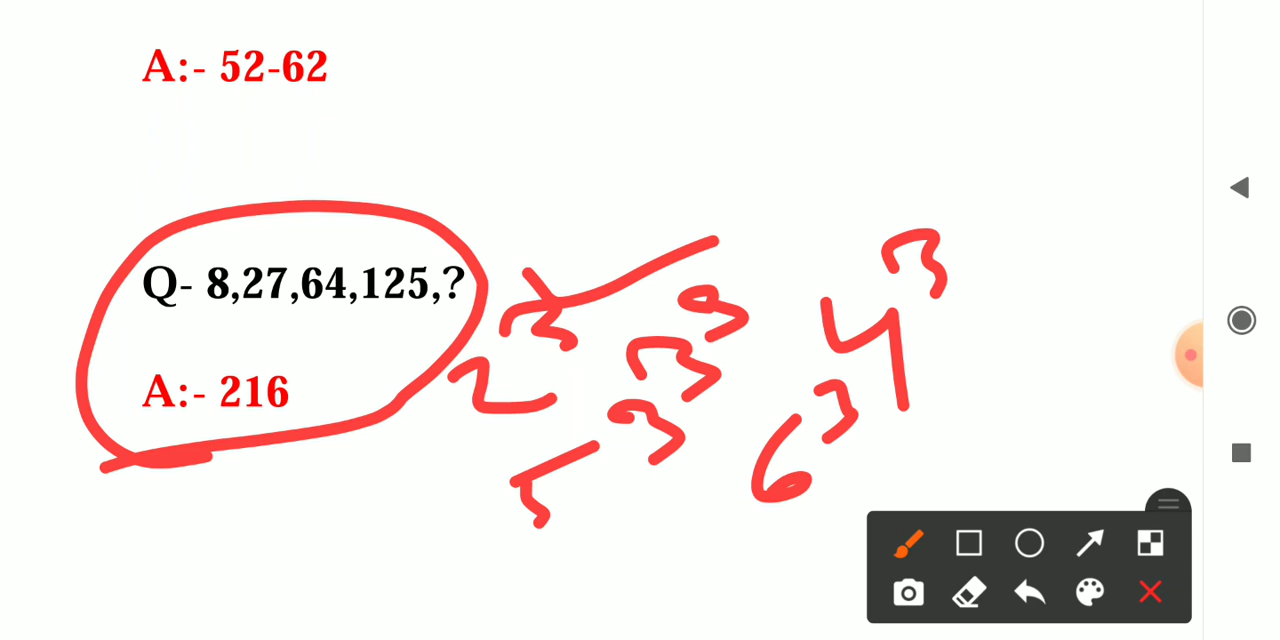 A:- 52-62
Q- 8,27,64,125,?
A:- 216
2³ 3³ 4³
5³ 6³